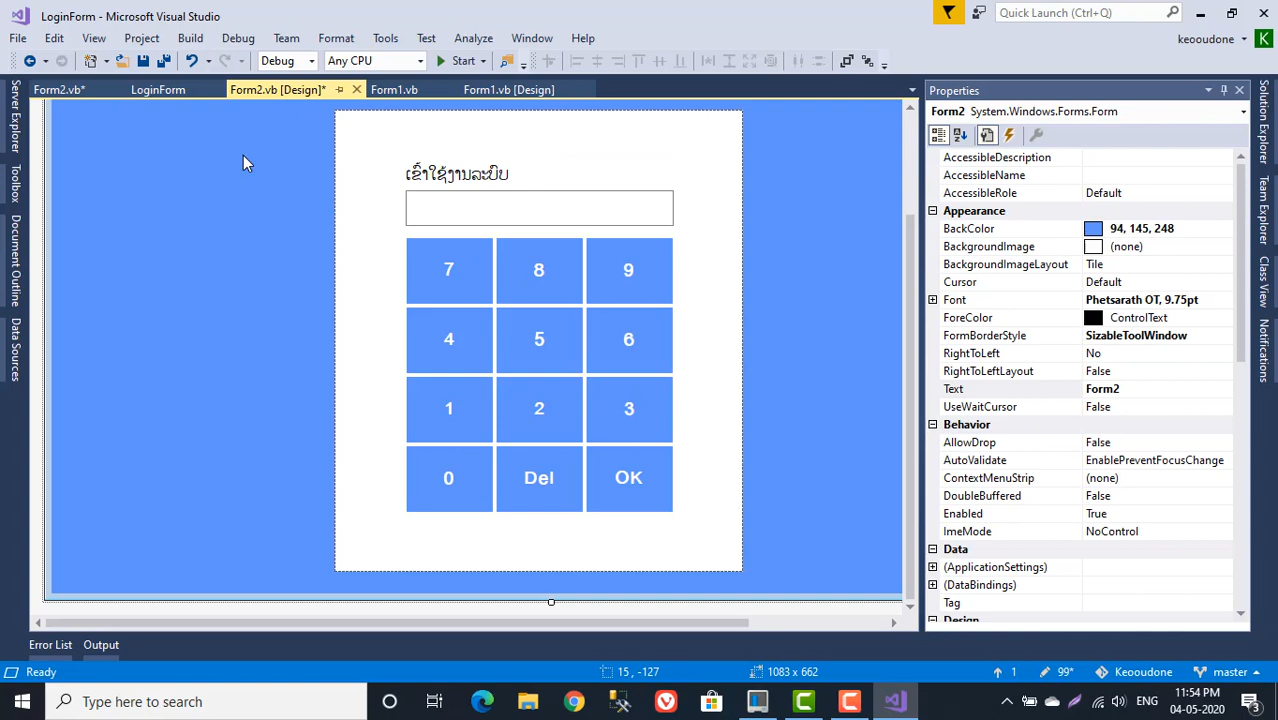 LoginForm - Microsoft Visual Studio
Quick Launch (Ctrl+Q)
File Edit View Project Build Debug Team Format Tools Test Analyze Window Help
keooudone K
Debug Any CPU Start
Form2.vb* LoginForm Form2.vb [Design]* Form1.vb Form1.vb [Design]
Server Explorer
Toolbox
Document Outline
Data Sources
ເຂົ້າໃຊ້ງານລະບົບ
7 8 9
4 5 6
1 2 3
0 Del OK
Properties
Form2 System.Windows.Forms.Form
AccessibleDescription
AccessibleName
AccessibleRole Default
Appearance
BackColor 94, 145, 248
BackgroundImage (none)
BackgroundImageLayout Tile
Cursor Default
Font Phetsarath OT, 9.75pt
ForeColor ControlText
FormBorderStyle SizableToolWindow
RightToLeft No
RightToLeftLayout False
Text Form2
UseWaitCursor False
Behavior
AllowDrop False
AutoValidate EnablePreventFocusChange
ContextMenuStrip (none)
DoubleBuffered False
Enabled True
ImeMode NoControl
Data
(ApplicationSettings)
(DataBindings)
Tag
Design
Solution Explorer
Team Explorer
Class View
Notifications
Error List Output
Ready 15 , -127 1083 x 662 1 99* Keooudone master
Type here to search
ENG
11:54 PM
04-05-2020
3